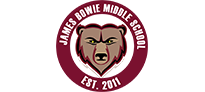 JAMES BOWIE MIDDLE SCHOOL
EST. 2011